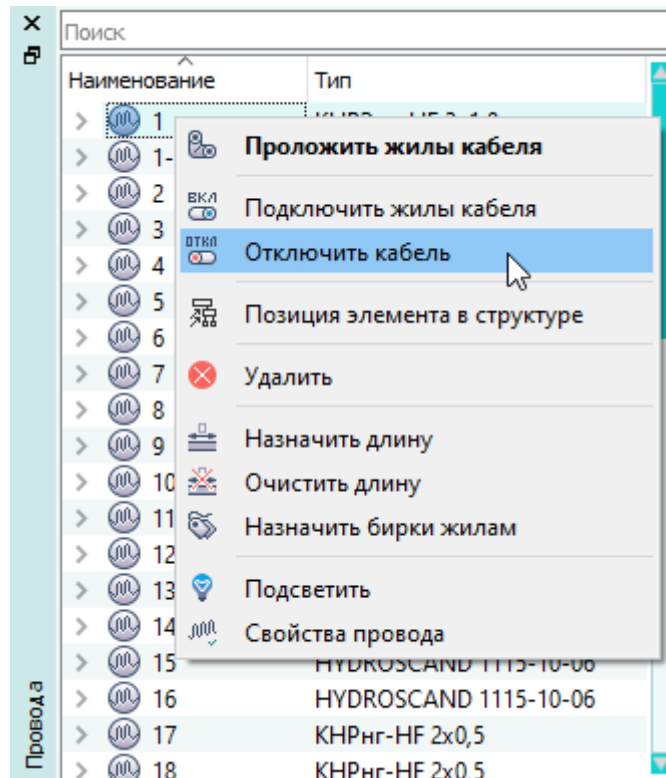 Поиск
Наименование Тип
1
1-
2
3
4
5
6
7
8
9
10
11
12
13
14
Проложить жилы кабеля
ВКЛ
Подключить жилы кабеля
ОТКЛ
Отключить кабель
Позиция элемента в структуре
Удалить
Назначить длину
Очистить длину
Назначить бирки жилам
Подсветить
Свойства провода
15 HYDROSCAND 1115-10-06
16 HYDROSCAND 1115-10-06
17 КНРнг-HF 2х0,5
18 КНРнг-HF 2х0,5
Провода